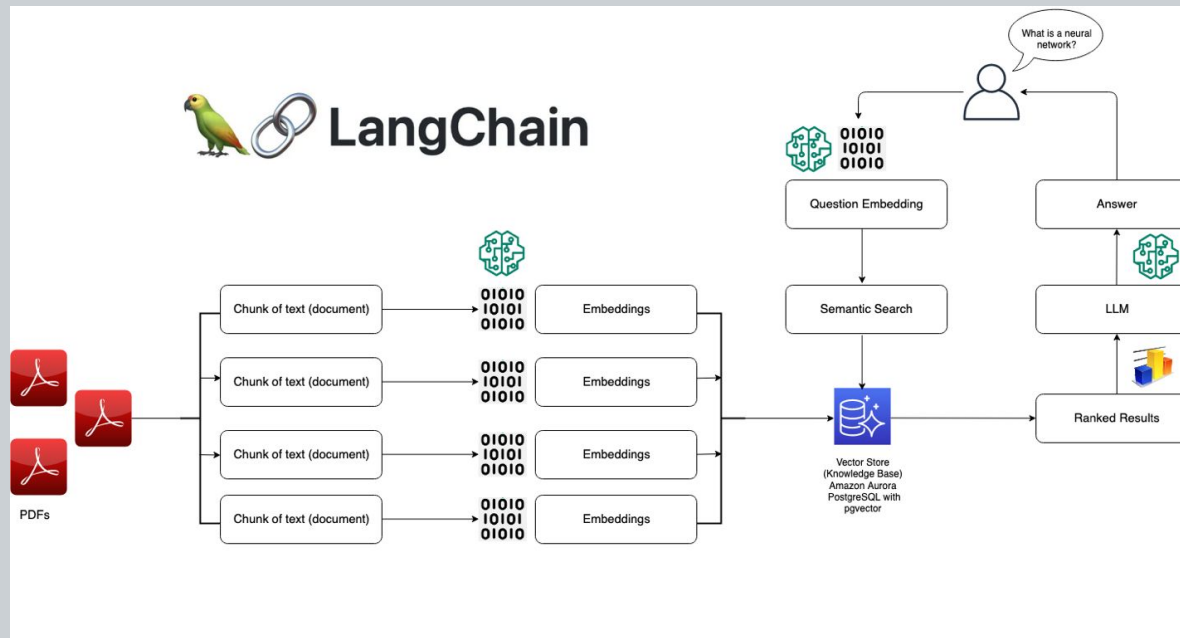 What is a neural
network?
LangChain
01010
10101
01010
Question Embedding
Answer
Chunk of text (document)
01010
10101
01010
Embeddings
Semantic Search
LLM
Chunk of text (document)
01010
10101
01010
Embeddings
Ranked Results
Chunk of text (document)
01010
10101
01010
Embeddings
Vector Store
(Knowledge Base)
Amazon Aurora
PostgreSQL with
pgvector
PDFs
Chunk of text (document)
01010
10101
01010
Embeddings